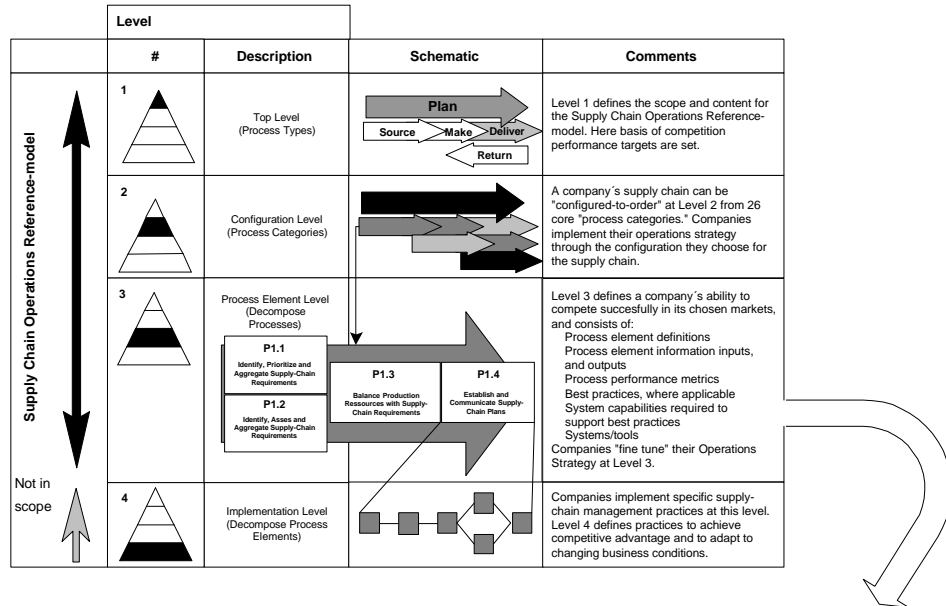 Level
#
Description
Schematic
Comments
Supply Chain Operations Reference-model
Not in
scope
1
Top Level
(Process Types)
Plan
Source
Make
Deliver
Return
Level 1 defines the scope and content for
the Supply Chain Operations Reference-
model. Here basis of competition
performance targets are set.
2
Configuration Level
(Process Categories)
A company´s supply chain can be
"configured-to-order" at Level 2 from 26
core "process categories." Companies
implement their operations strategy
through the configuration they choose for
the supply chain.
3
Process Element Level
(Decompose
Processes)
P1.1
Identify, Prioritize and
Aggregate Supply-Chain
Requirements
P1.2
Identify, Asses and
Aggregate Supply-Chain
Requirements
P1.3
Balance Production
Ressources with Supply-
Chain Requirements
P1.4
Establish and
Communicate Supply-
Chain Plans
Level 3 defines a company´s ability to
compete succesfully in its chosen markets,
and consists of:
Process element definitions
Process element information inputs,
and outputs
Process performance metrics
Best practices, where applicable
System capabilities required to
support best practices
Systems/tools
Companies "fine tune" their Operations
Strategy at Level 3.
4
Implementation Level
(Decompose Process
Elements)
Companies implement specific supply-
chain management practices at this level.
Level 4 defines practices to achieve
competitive advantage and to adapt to
changing business conditions.